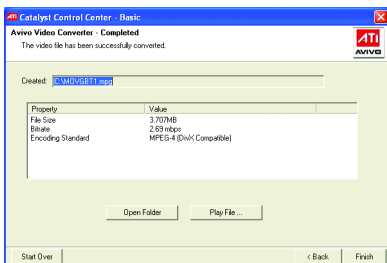 ATI Catalyst Control Center - Basic
Avivo Video Converter - Completed
The video file has been successfully converted.
ATI
AVIVO
Created: C:\MOVGBT1.mpg
Property Value
File Size 3.707MB
Bitrate 2.69 mbps
Encoding Standard MPEG-4 (DivX Compatible)
Open Folder Play File ...
Start Over < Back Finish